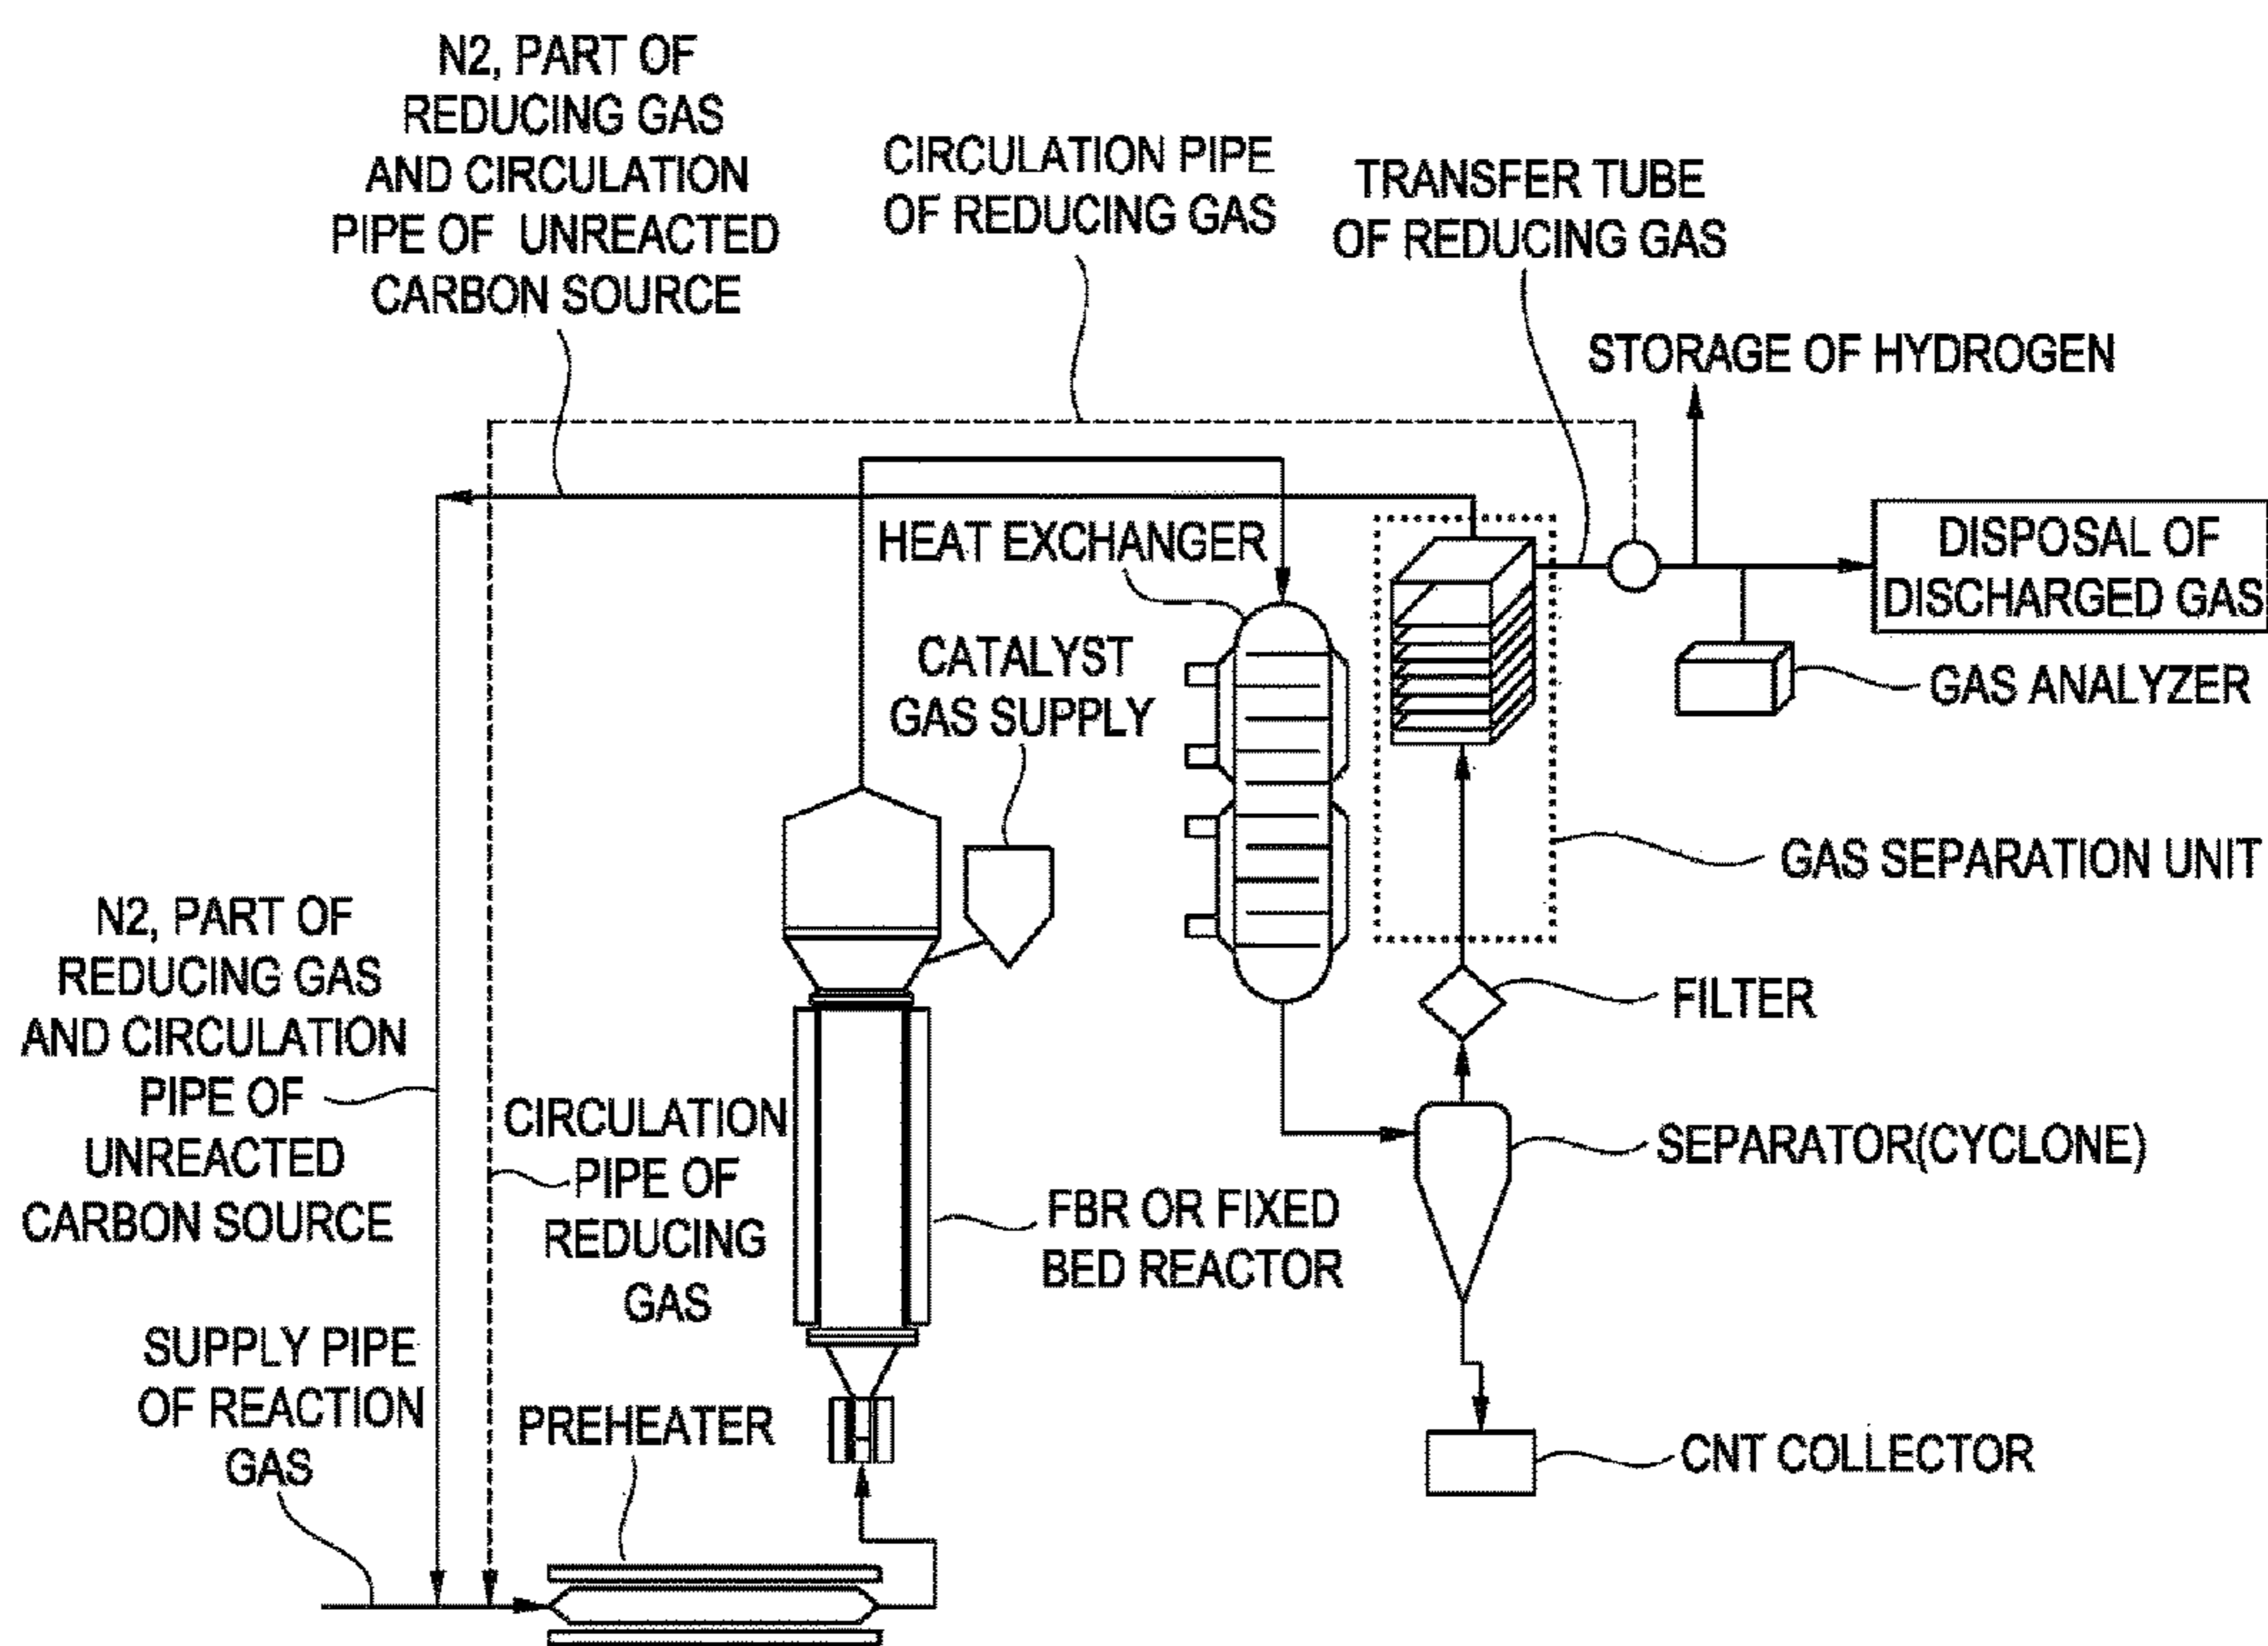 N2, PART OF
REDUCING GAS
AND CIRCULATION
PIPE OF UNREACTED
CARBON SOURCE
CIRCULATION PIPE
OF REDUCING GAS
TRANSFER TUBE
OF REDUCING GAS
STORAGE OF HYDROGEN
HEAT EXCHANGER
DISPOSAL OF
DISCHARGED GAS
CATALYST
GAS SUPPLY
GAS ANALYZER
GAS SEPARATION UNIT
N2, PART OF
REDUCING GAS
AND CIRCULATION
PIPE OF
UNREACTED
CARBON SOURCE
FILTER
CIRCULATION
PIPE OF
REDUCING
GAS
SEPARATOR(CYCLONE)
FBR OR FIXED
BED REACTOR
SUPPLY PIPE
OF REACTION
GAS
PREHEATER
CNT COLLECTOR